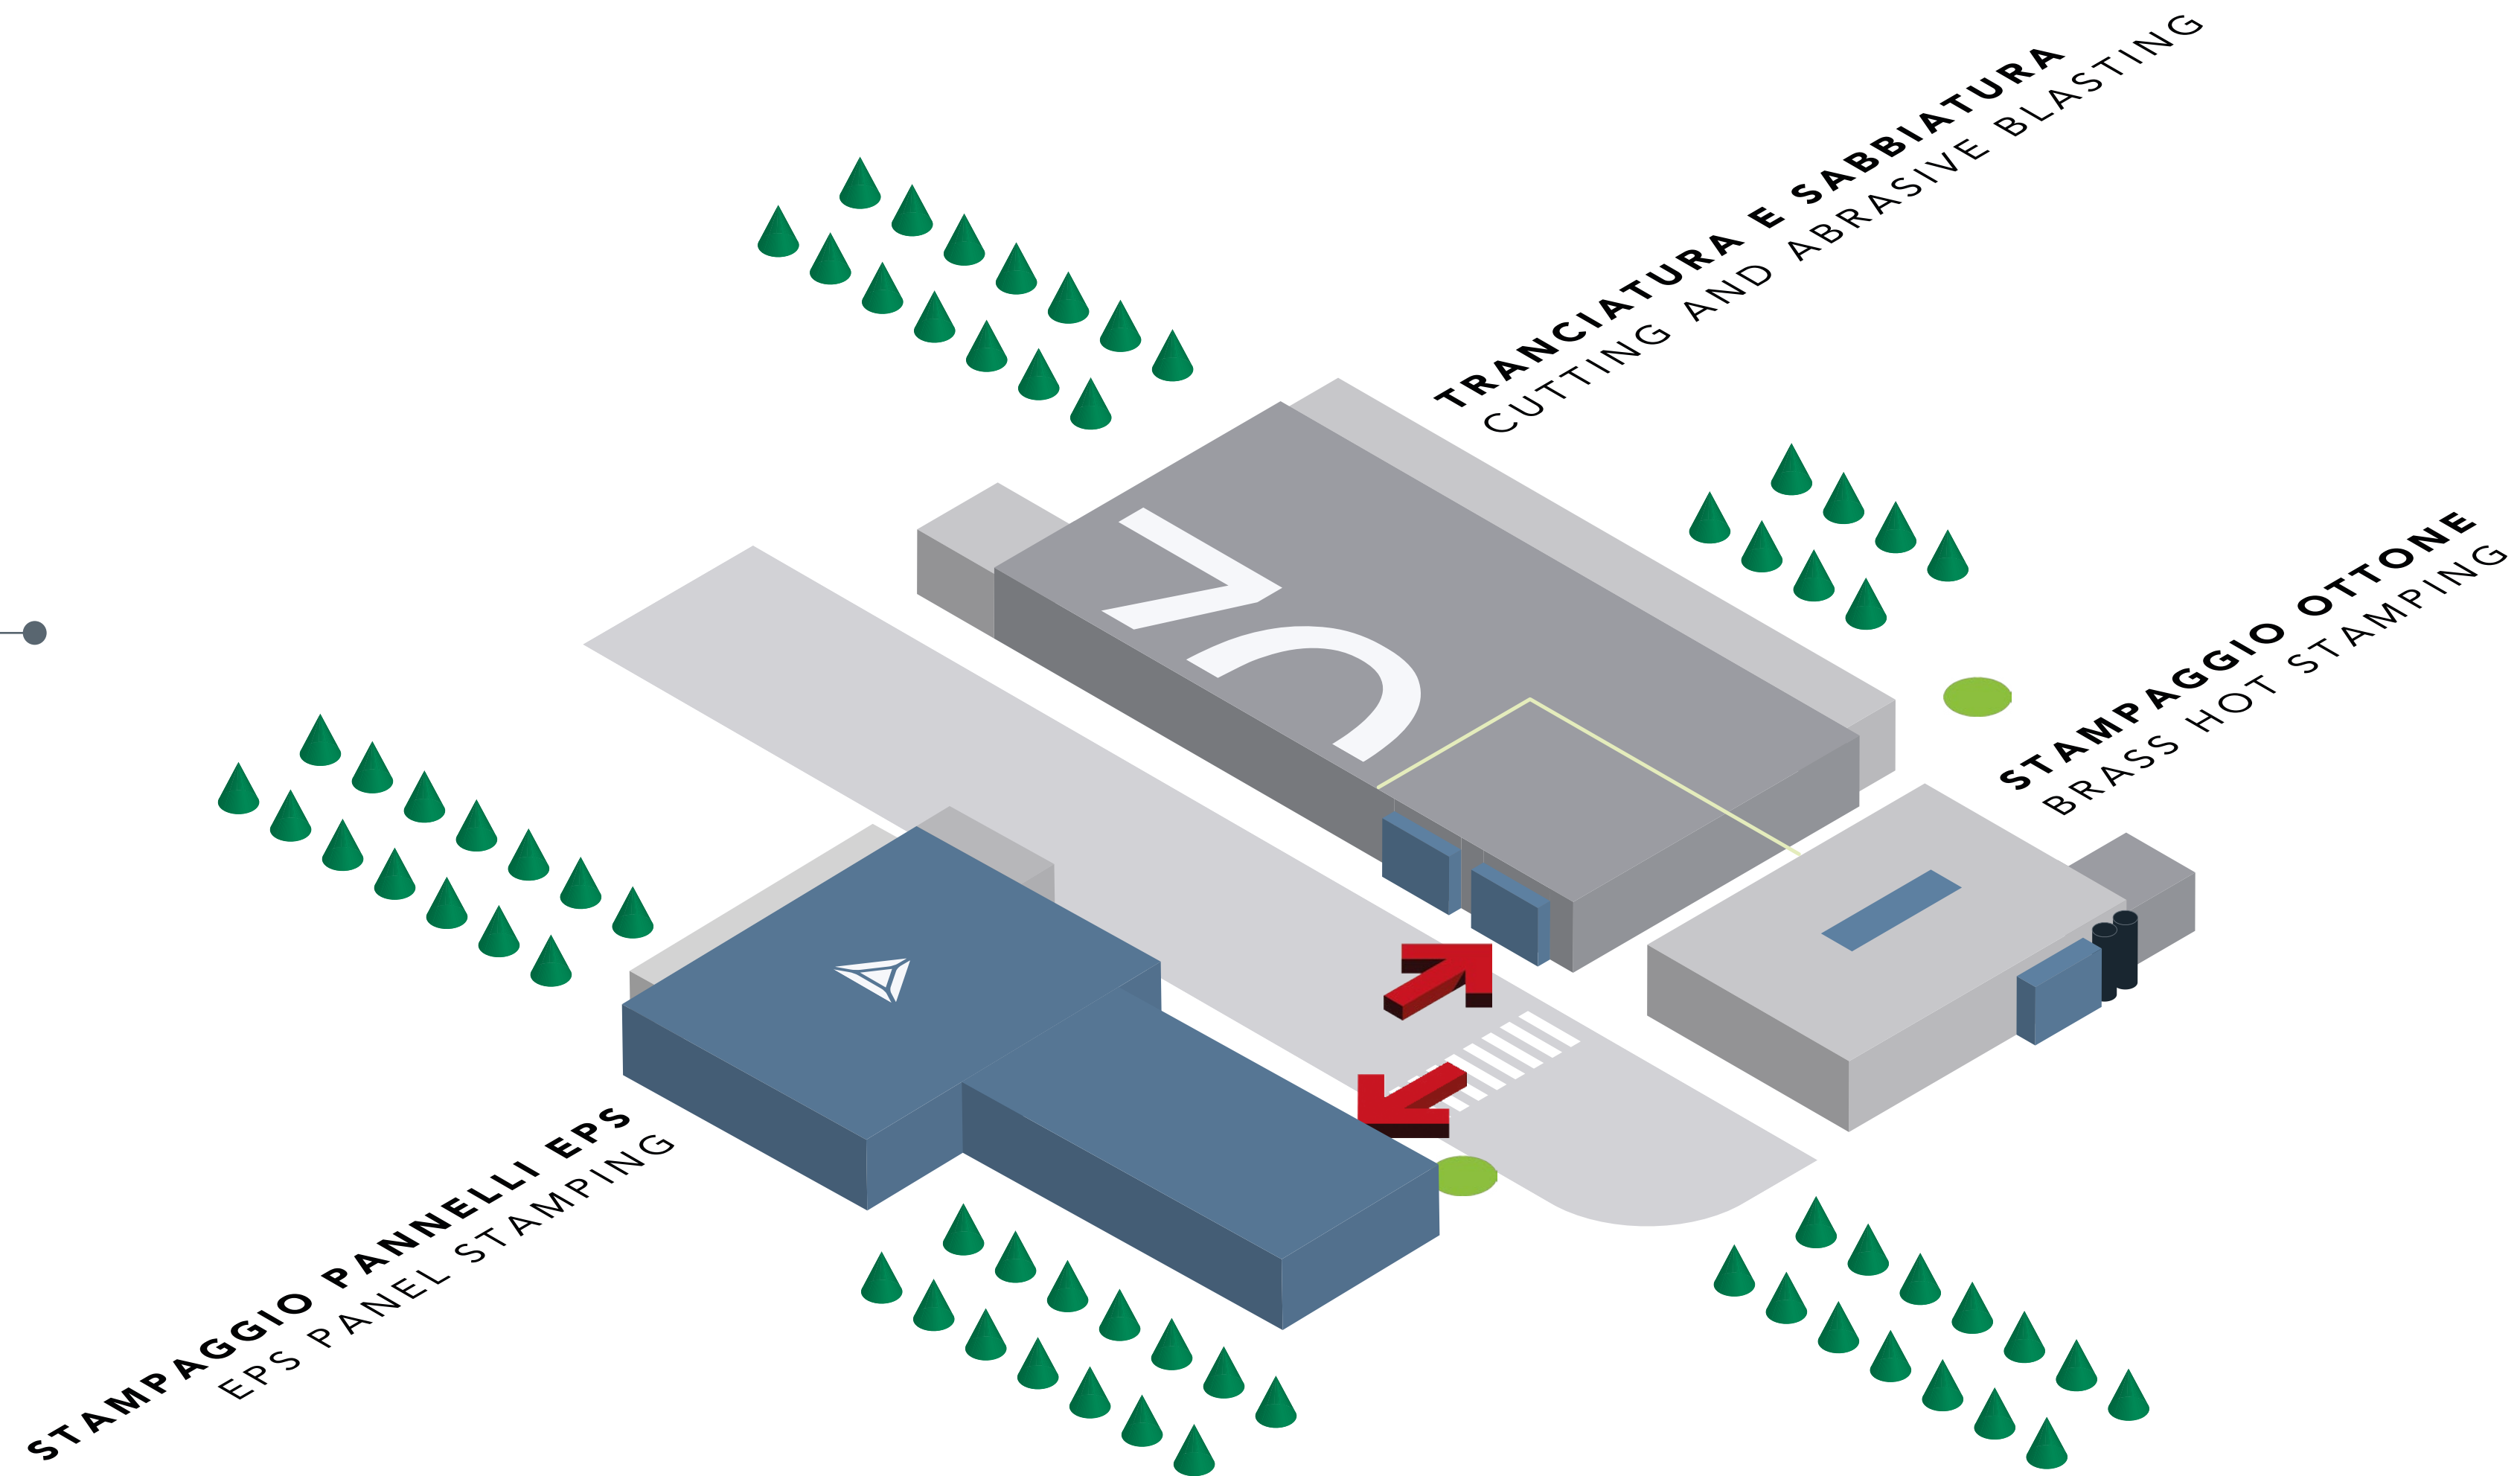 TRANCIATURA E SABBIATURA
CUTTING AND ABRASIVE BLASTING
STAMPAGGIO OTTONE
BRASS HOT STAMPING
STAMPAGGIO PANNELLI EPS
EPS PANEL STAMPING